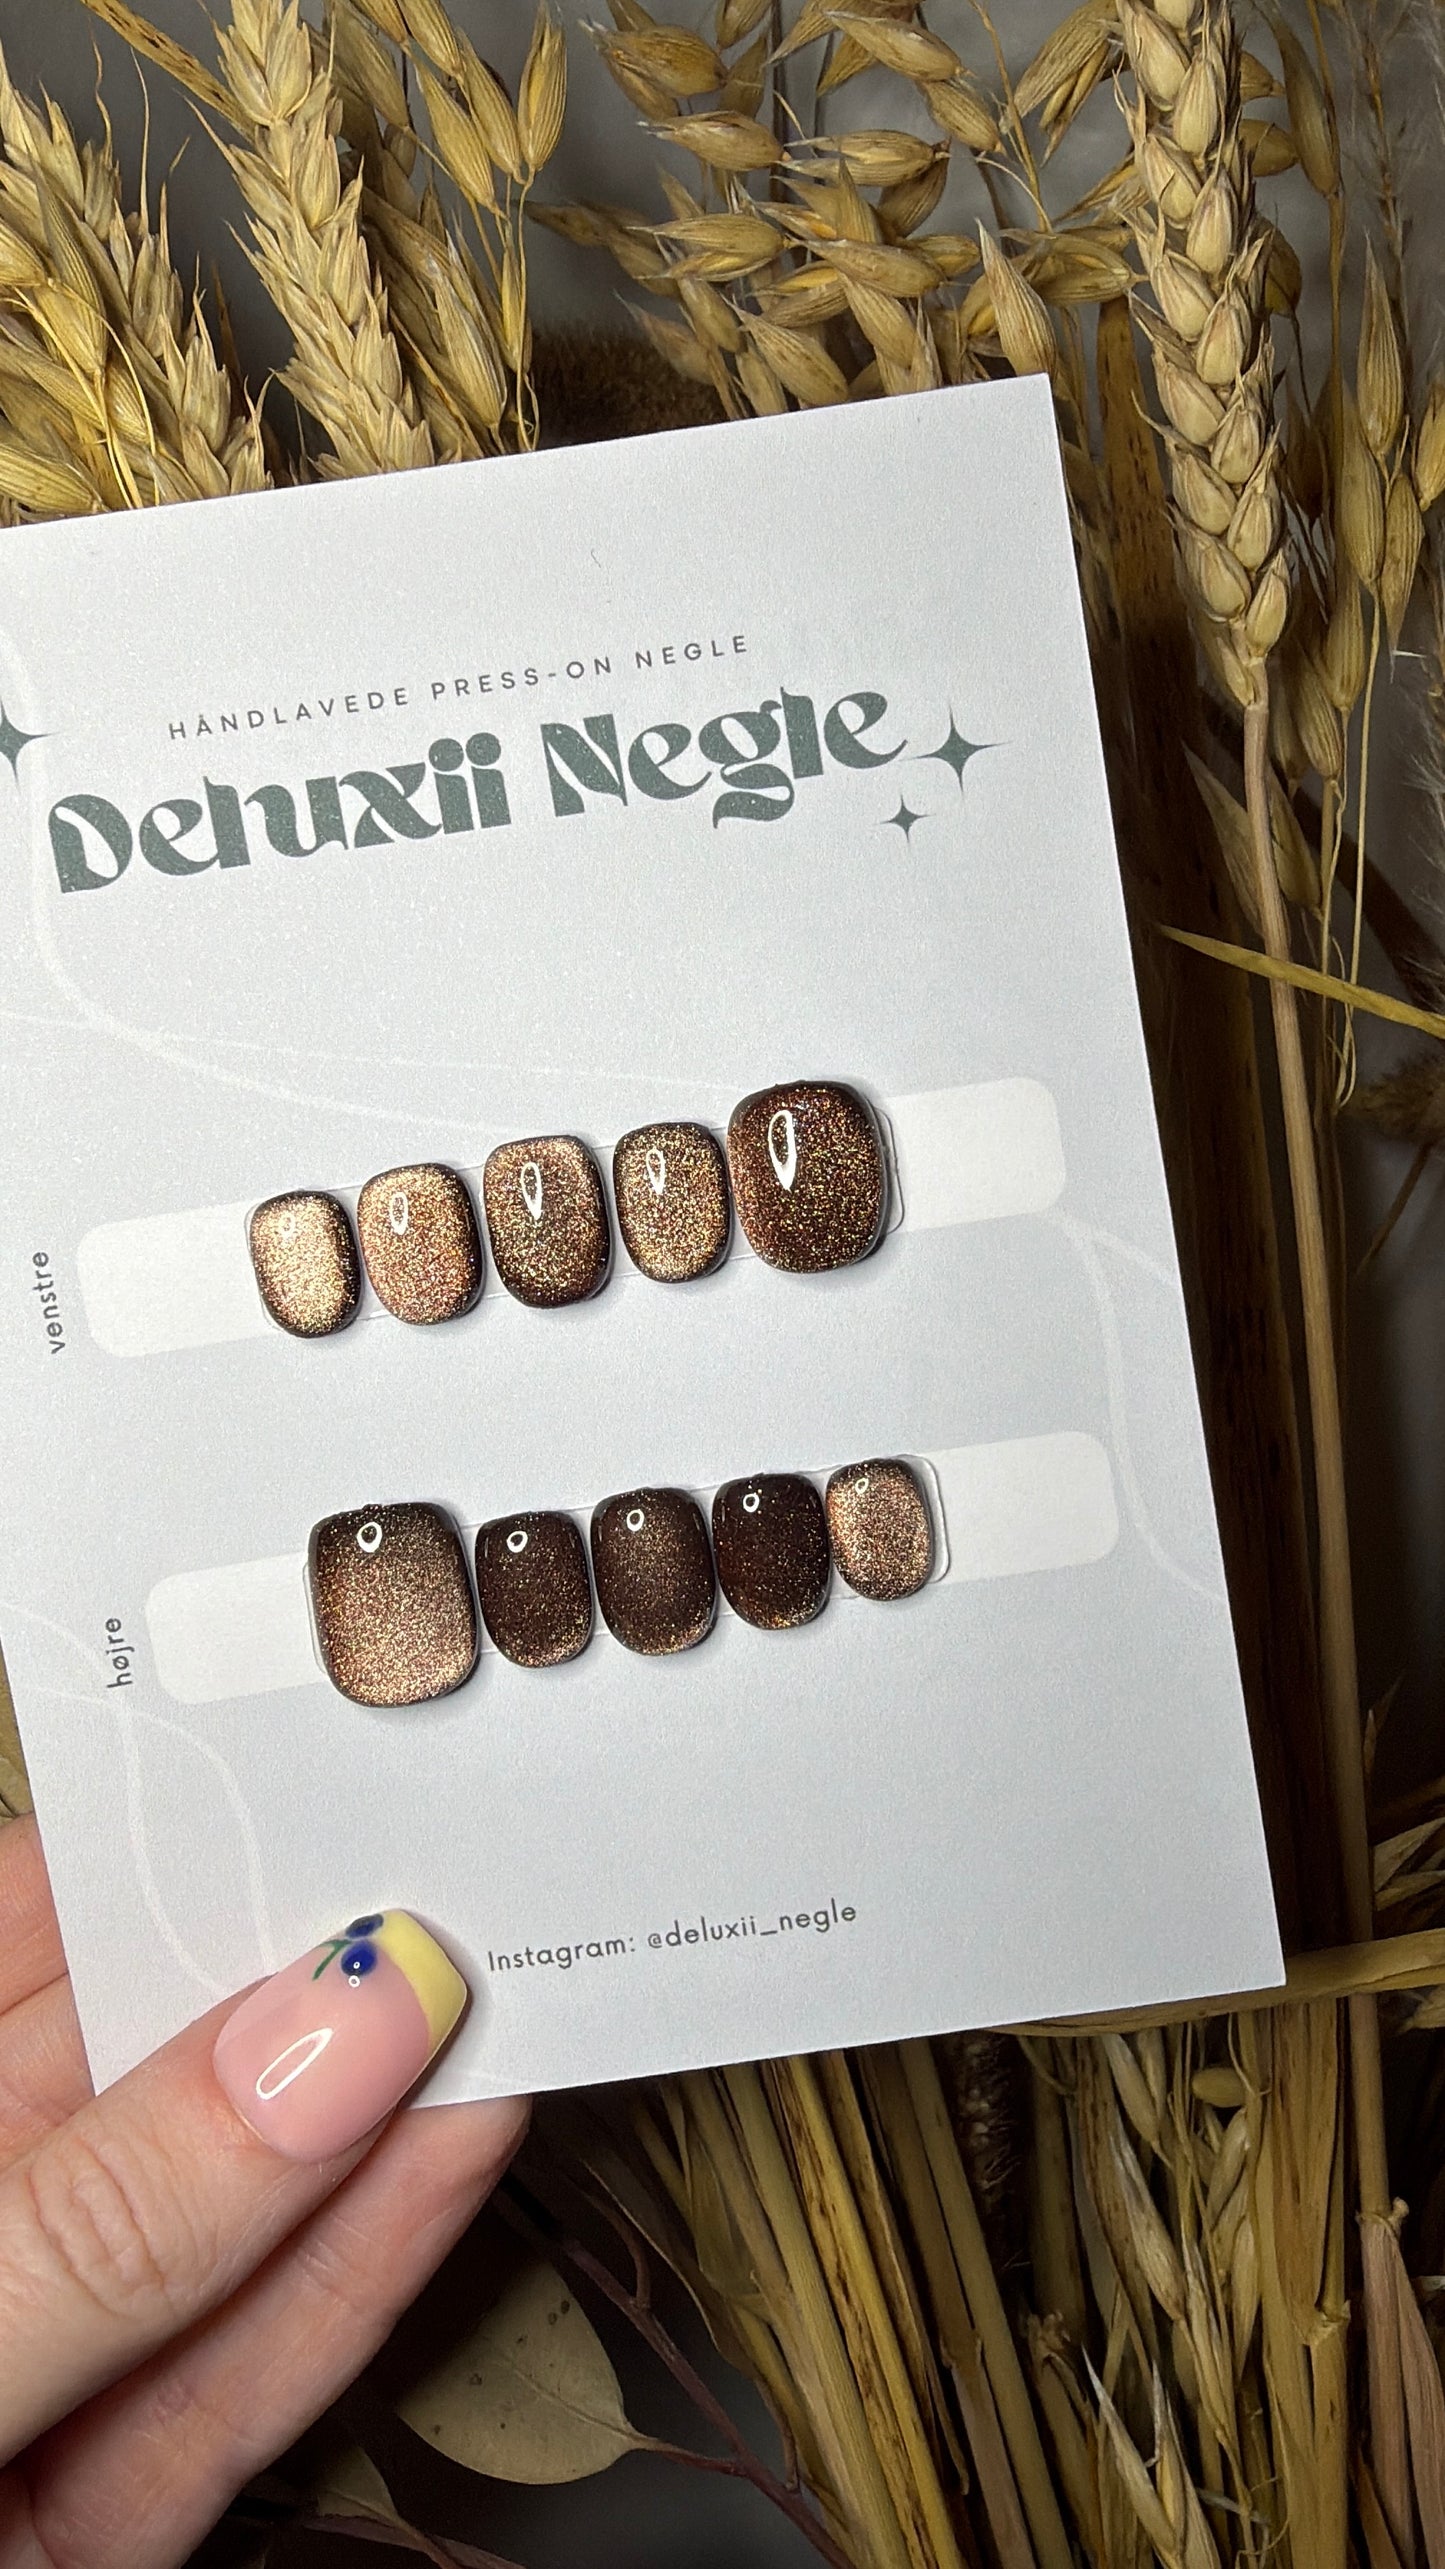 HÅNDLAVEDE PRESS-ON NEGLE
Deluxii Negle
venstre
højre
Instagram: @deluxii_negle